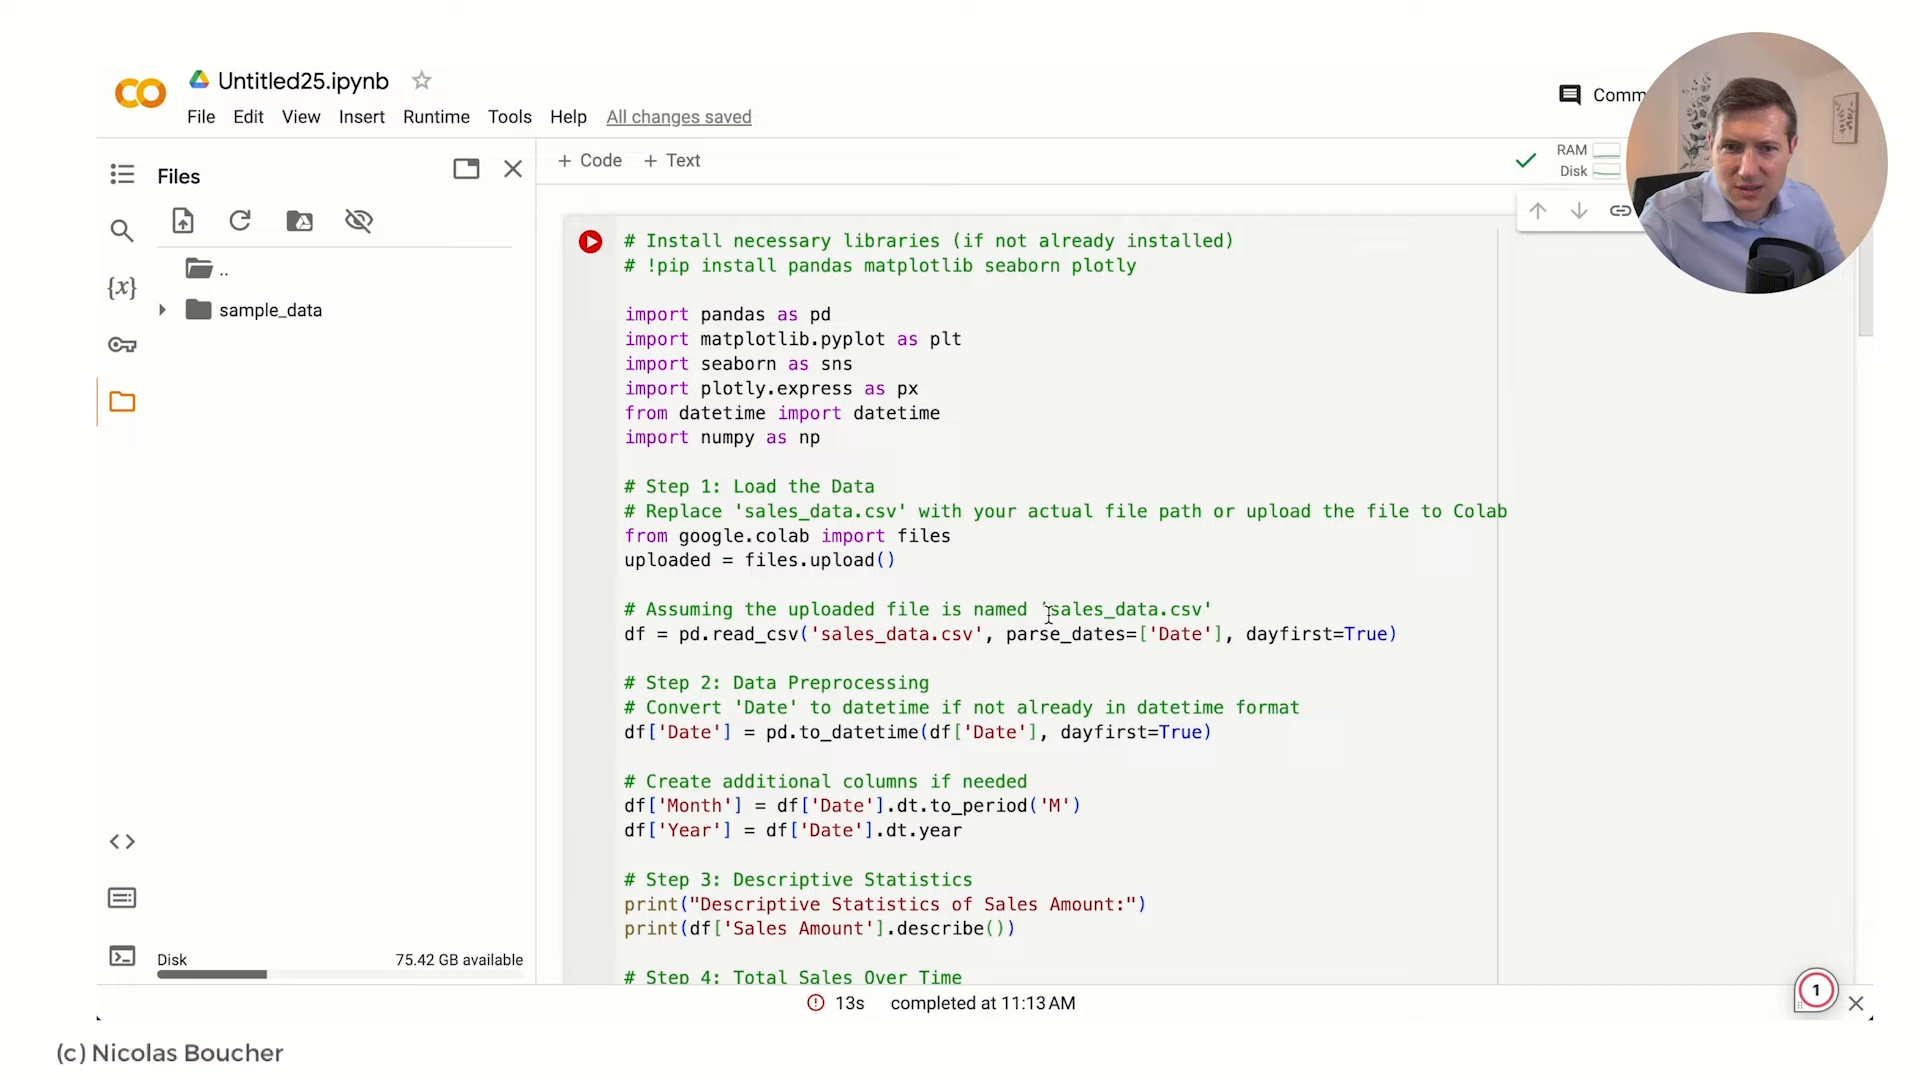 Untitled25.ipynb
File Edit View Insert Runtime Tools Help All changes saved
Comm
Files
+ Code + Text
RAM
Disk
..
sample_data
{x}
# Install necessary libraries (if not already installed)
# !pip install pandas matplotlib seaborn plotly
import pandas as pd
import matplotlib.pyplot as plt
import seaborn as sns
import plotly.express as px
from datetime import datetime
import numpy as np
# Step 1: Load the Data
# Replace 'sales_data.csv' with your actual file path or upload the file to Colab
from google.colab import files
uploaded = files.upload()
# Assuming the uploaded file is named 'sales_data.csv'
df = pd.read_csv('sales_data.csv', parse_dates=['Date'], dayfirst=True)
# Step 2: Data Preprocessing
# Convert 'Date' to datetime if not already in datetime format
df['Date'] = pd.to_datetime(df['Date'], dayfirst=True)
# Create additional columns if needed
df['Month'] = df['Date'].dt.to_period('M')
df['Year'] = df['Date'].dt.year
# Step 3: Descriptive Statistics
print("Descriptive Statistics of Sales Amount:")
print(df['Sales Amount'].describe())
# Step 4: Total Sales Over Time
Disk 75.42 GB available
13s completed at 11:13 AM
1
(c) Nicolas Boucher